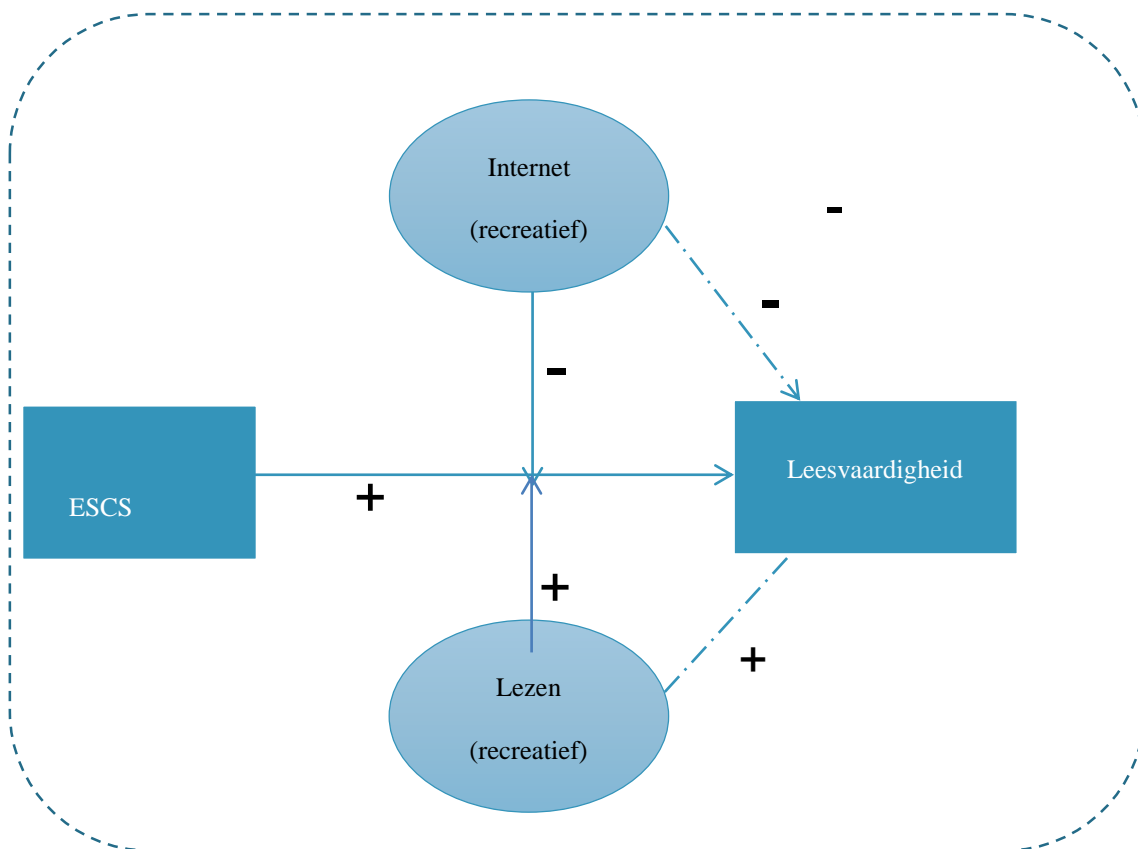 Internet
(recreatief)
-
-
-
ESCS
Leesvaardigheid
+
+
+
Lezen
(recreatief)